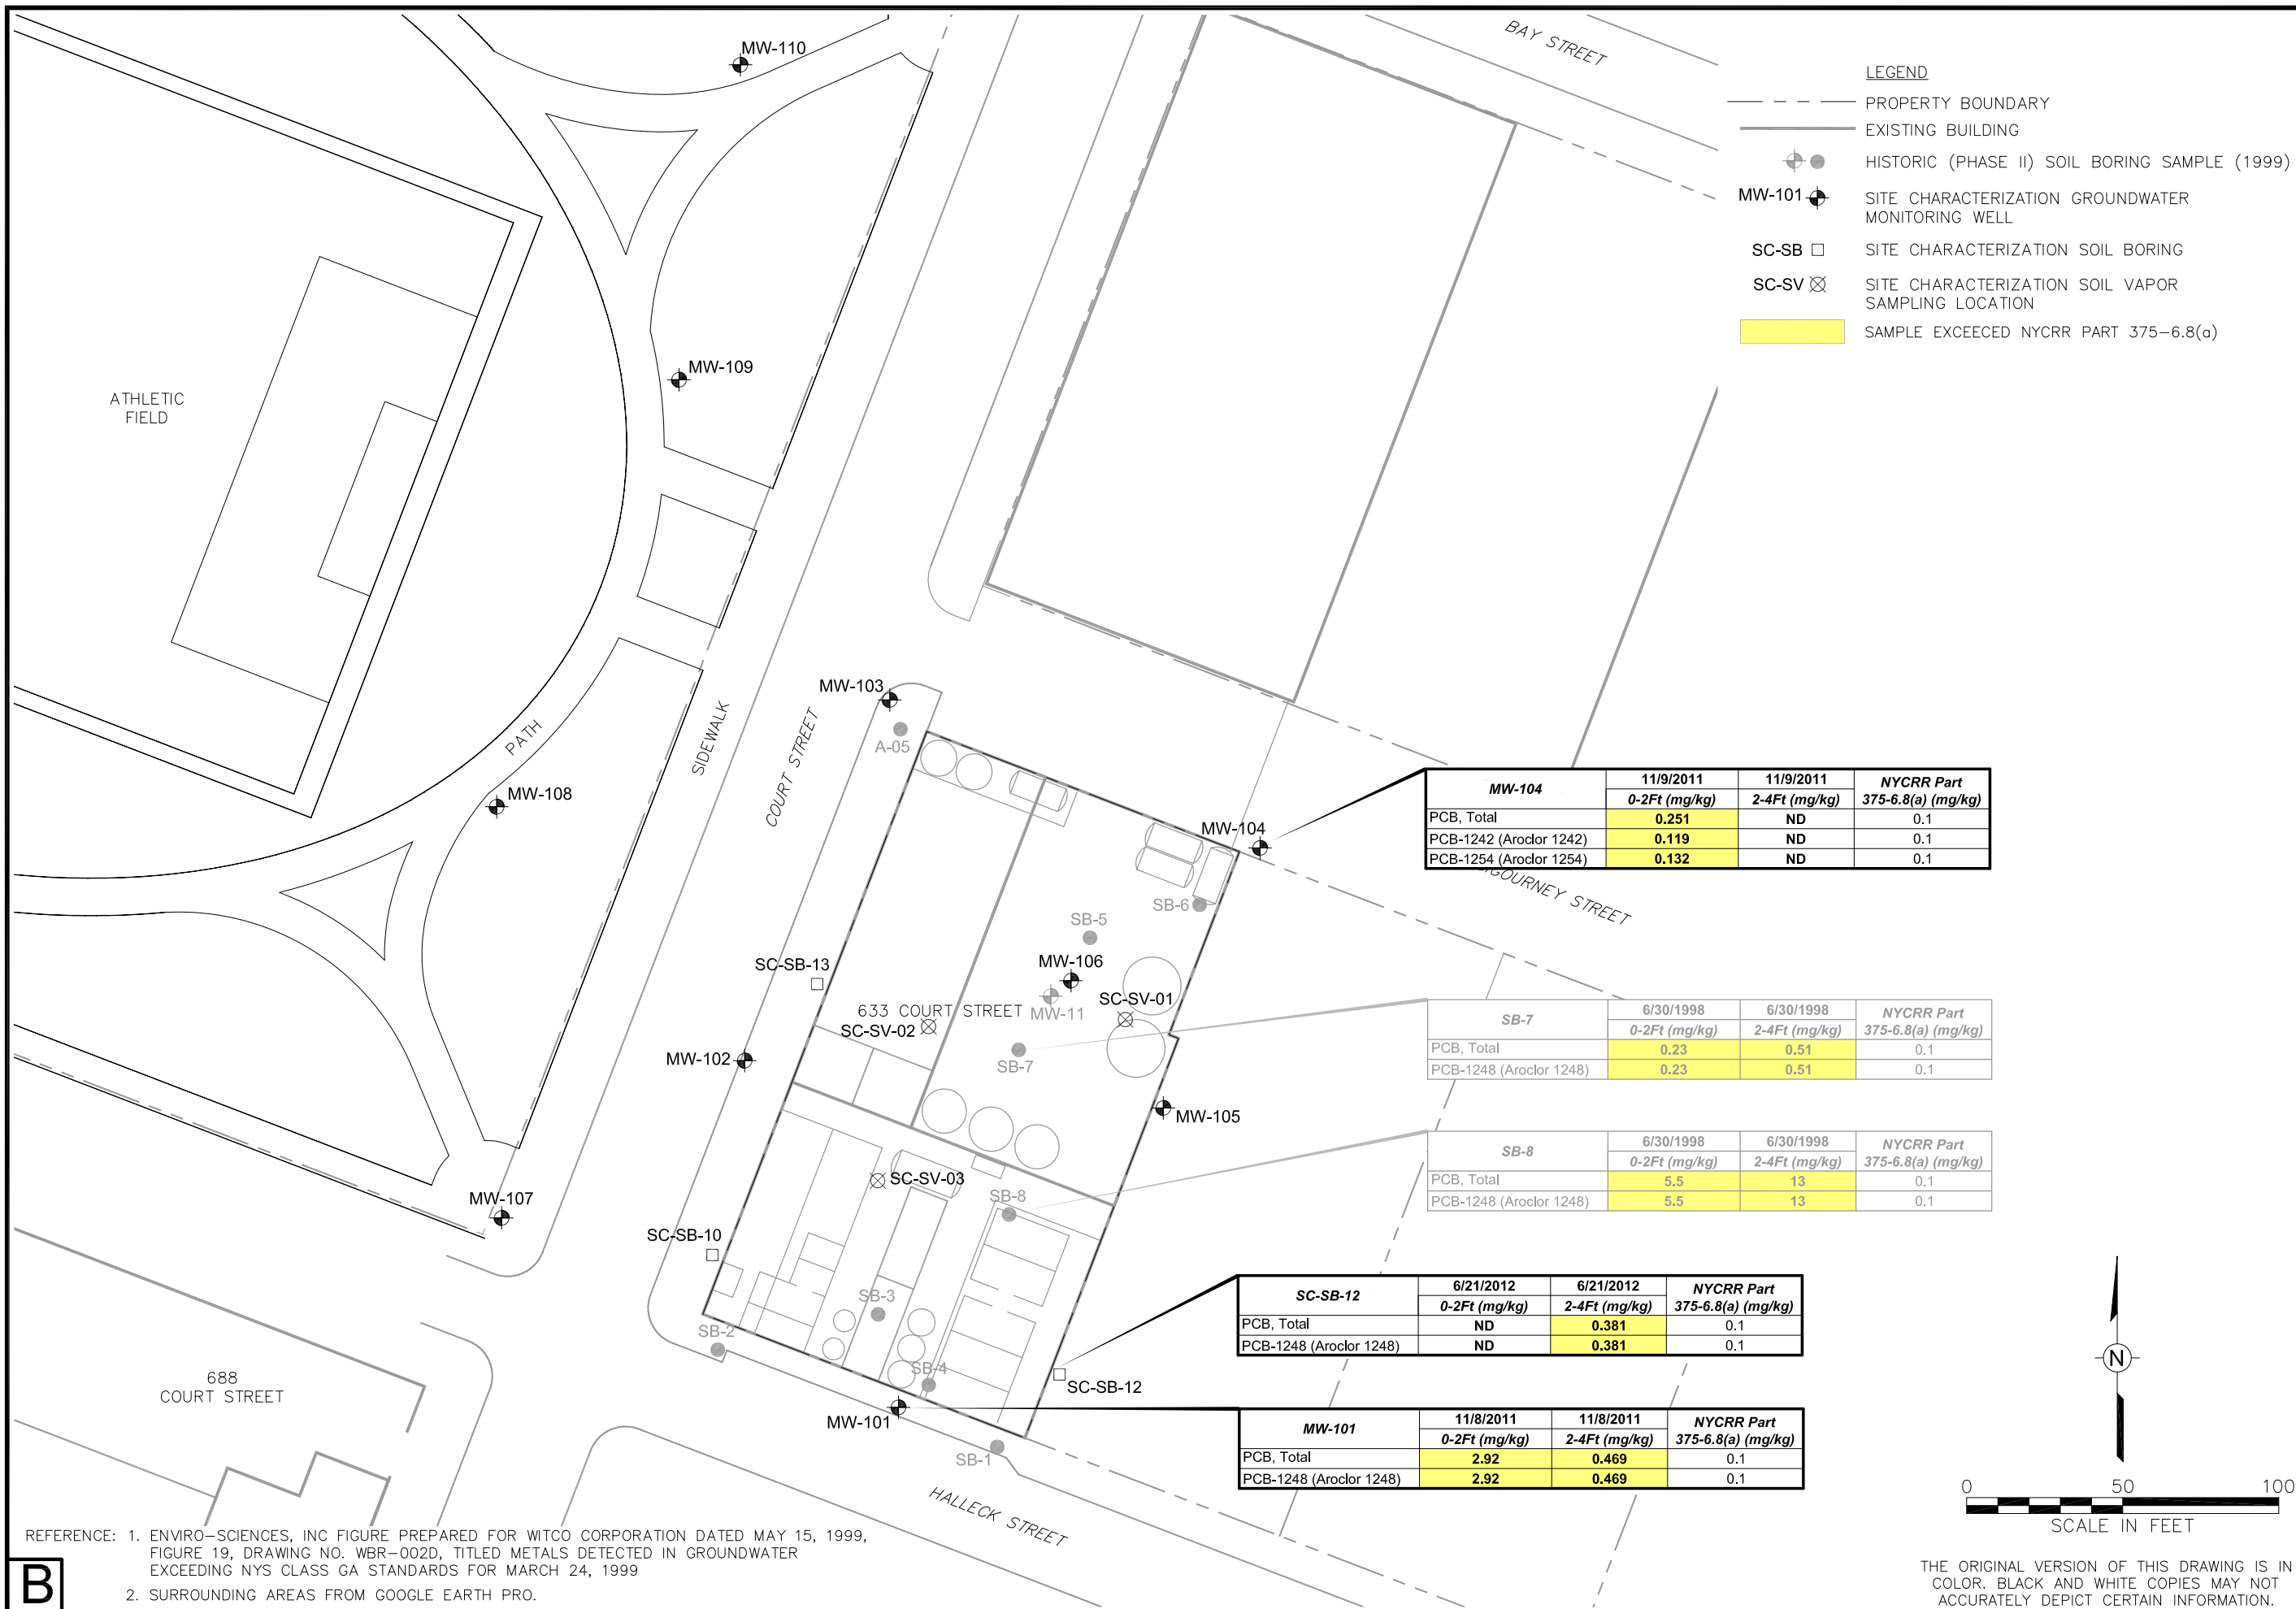 BAY STREET
LEGEND
PROPERTY BOUNDARY
EXISTING BUILDING
HISTORIC (PHASE II) SOIL BORING SAMPLE (1999)
MW-101
SITE CHARACTERIZATION GROUNDWATER
MONITORING WELL
SC-SB
SITE CHARACTERIZATION SOIL BORING
SC-SV
SITE CHARACTERIZATION SOIL VAPOR
SAMPLING LOCATION
SAMPLE EXCEECED NYCRR PART 375-6.8(a)
MW-110
MW-109
ATHLETIC
FIELD
MW-103
A-05
PATH
SIDEWALK
COURT STREET
MW-108
MW-104
MW-104 11/9/2011 11/9/2011 NYCRR Part
0-2Ft (mg/kg) 2-4Ft (mg/kg) 375-6.8(a) (mg/kg)
PCB, Total 0.251 ND 0.1
PCB-1242 (Aroclor 1242) 0.119 ND 0.1
PCB-1254 (Aroclor 1254) 0.132 ND 0.1
IGOURNEY STREET
SB-6
SB-5
MW-106
SC-SB-13
SC-SV-01
633 COURT STREET
MW-11
SC-SV-02
SB-7
MW-102
MW-105
SB-7 6/30/1998 6/30/1998 NYCRR Part
0-2Ft (mg/kg) 2-4Ft (mg/kg) 375-6.8(a) (mg/kg)
PCB, Total 0.23 0.51 0.1
PCB-1248 (Aroclor 1248) 0.23 0.51 0.1
SB-8 6/30/1998 6/30/1998 NYCRR Part
0-2Ft (mg/kg) 2-4Ft (mg/kg) 375-6.8(a) (mg/kg)
PCB, Total 5.5 13 0.1
PCB-1248 (Aroclor 1248) 5.5 13 0.1
SC-SV-03
SB-8
MW-107
SC-SB-10
SB-3
SB-2
SB-4
SC-SB-12 6/21/2012 6/21/2012 NYCRR Part
0-2Ft (mg/kg) 2-4Ft (mg/kg) 375-6.8(a) (mg/kg)
PCB, Total ND 0.381 0.1
PCB-1248 (Aroclor 1248) ND 0.381 0.1
SC-SB-12
688
COURT STREET
MW-101
SB-1
MW-101 11/8/2011 11/8/2011 NYCRR Part
0-2Ft (mg/kg) 2-4Ft (mg/kg) 375-6.8(a) (mg/kg)
PCB, Total 2.92 0.469 0.1
PCB-1248 (Aroclor 1248) 2.92 0.469 0.1
HALLECK STREET
N
0 50 100
SCALE IN FEET
REFERENCE: 1. ENVIRO-SCIENCES, INC FIGURE PREPARED FOR WITCO CORPORATION DATED MAY 15, 1999,
FIGURE 19, DRAWING NO. WBR-002D, TITLED METALS DETECTED IN GROUNDWATER
EXCEEDING NYS CLASS GA STANDARDS FOR MARCH 24, 1999
2. SURROUNDING AREAS FROM GOOGLE EARTH PRO.
B
THE ORIGINAL VERSION OF THIS DRAWING IS IN
COLOR. BLACK AND WHITE COPIES MAY NOT
ACCURATELY DEPICT CERTAIN INFORMATION.